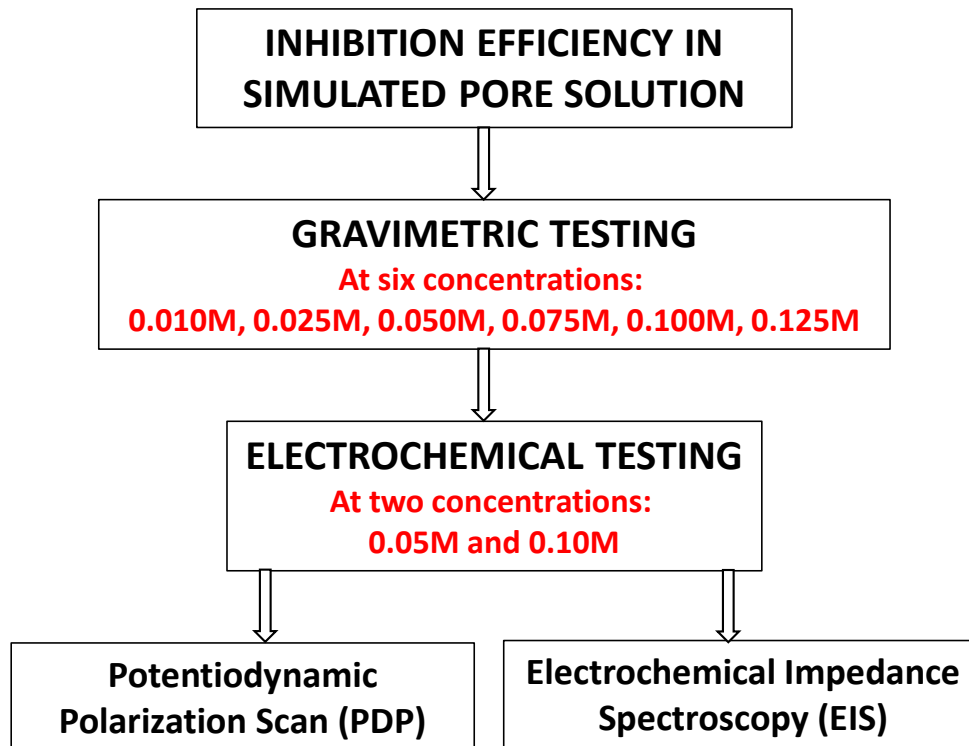 INHIBITION EFFICIENCY IN
SIMULATED PORE SOLUTION
GRAVIMETRIC TESTING
At six concentrations:
0.010M, 0.025M, 0.050M, 0.075M, 0.100M, 0.125M
ELECTROCHEMICAL TESTING
At two concentrations:
0.05M and 0.10M
Potentiodynamic
Polarization Scan (PDP)
Electrochemical Impedance
Spectroscopy (EIS)